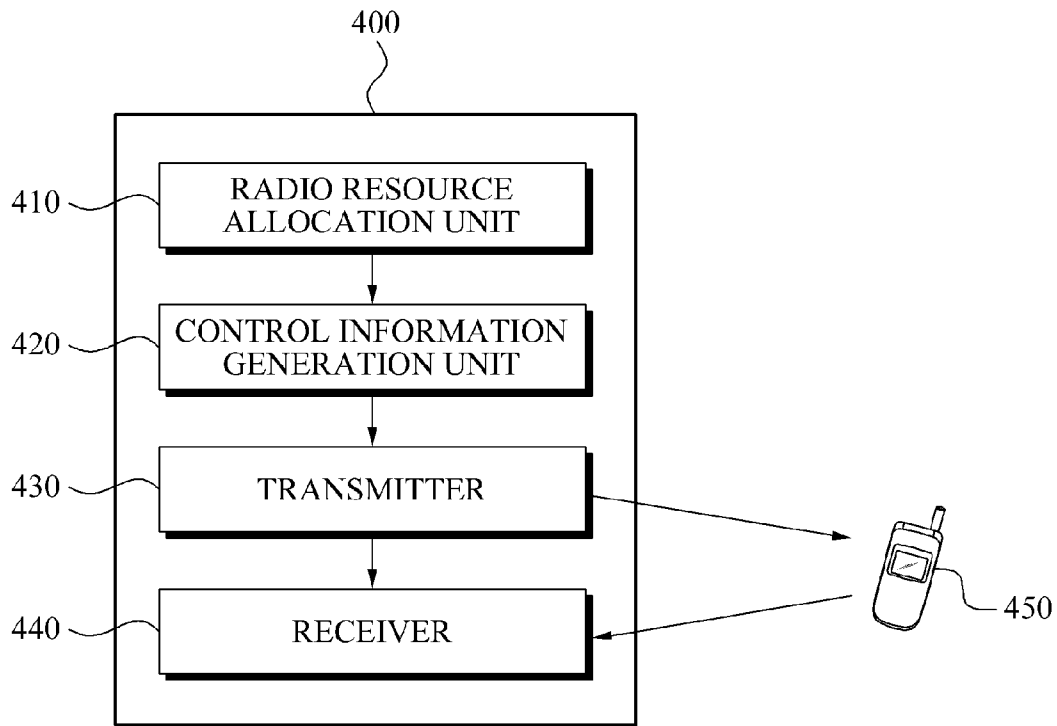 400
410
RADIO RESOURCE
ALLOCATION UNIT
420
CONTROL INFORMATION
GENERATION UNIT
430
TRANSMITTER
440
RECEIVER
450